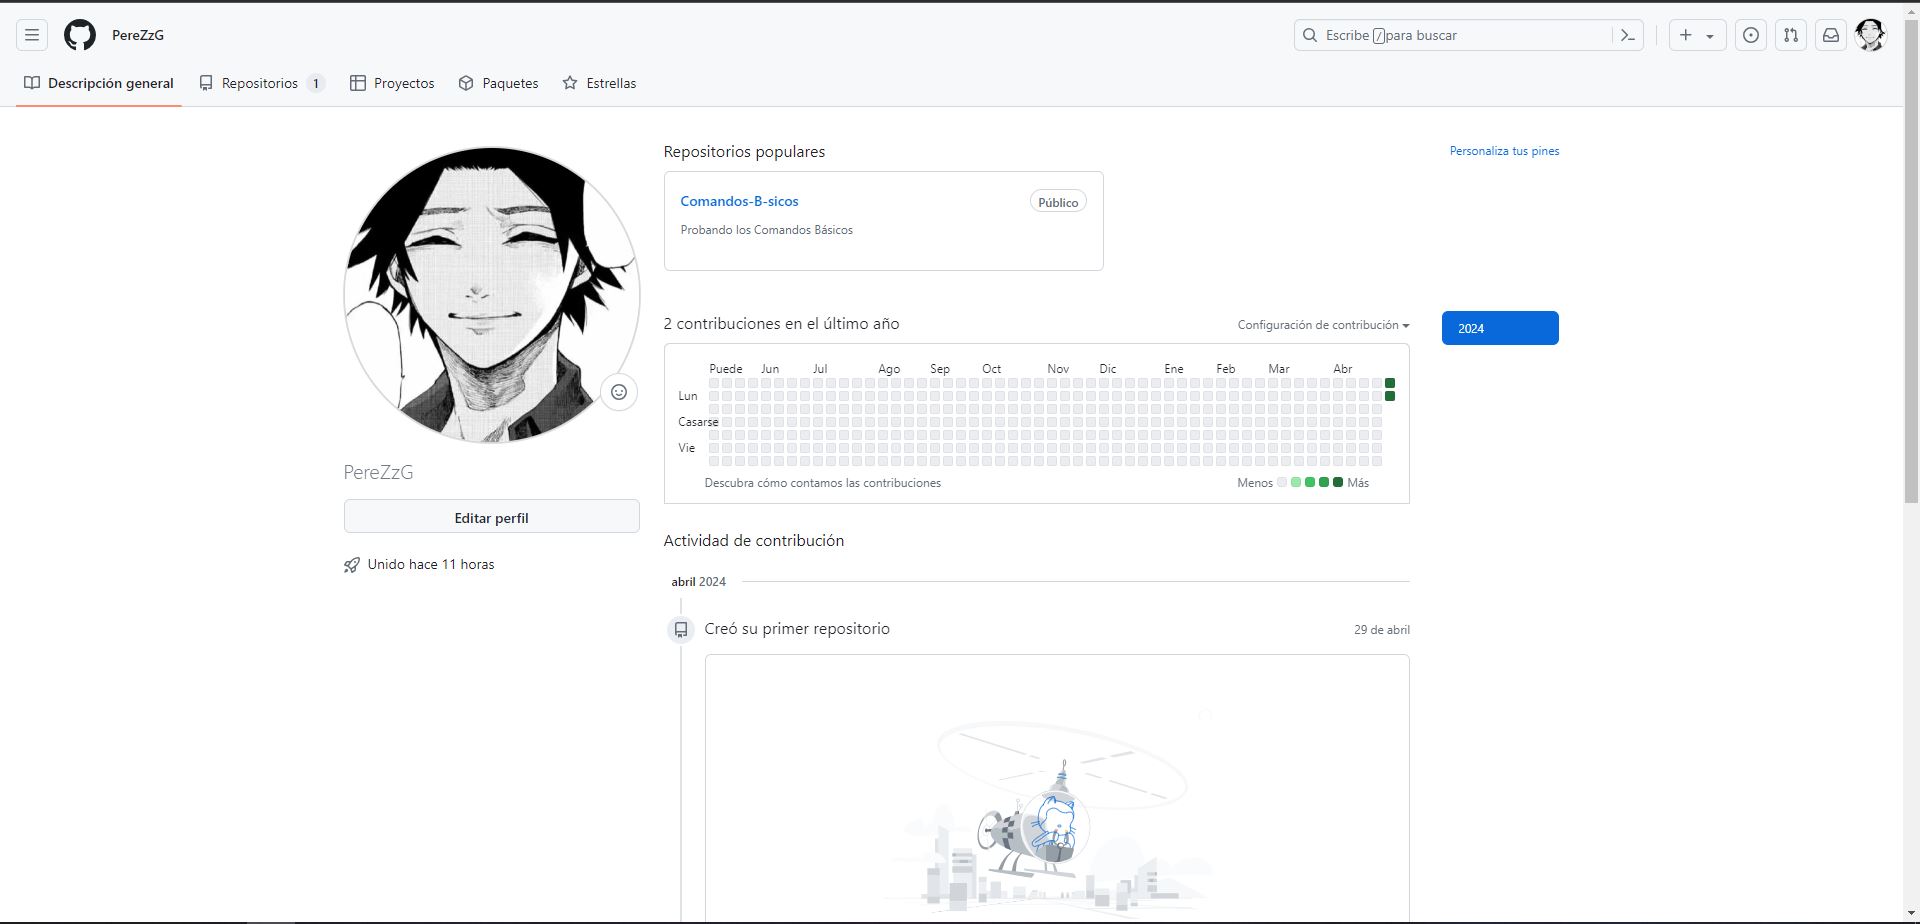 PereZzG
Escribe / para buscar
Descripción general
Repositorios 1
Proyectos
Paquetes
Estrellas
PereZzG
Editar perfil
Unido hace 11 horas
Repositorios populares
Personaliza tus pines
Comandos-B-sicos
Público
Probando los Comandos Básicos
2 contribuciones en el último año
Configuración de contribución
2024
Puede Jun Jul Ago Sep Oct Nov Dic Ene Feb Mar Abr
Lun
Casarse
Vie
Descubra cómo contamos las contribuciones
Menos
Más
Actividad de contribución
abril 2024
Creó su primer repositorio
29 de abril